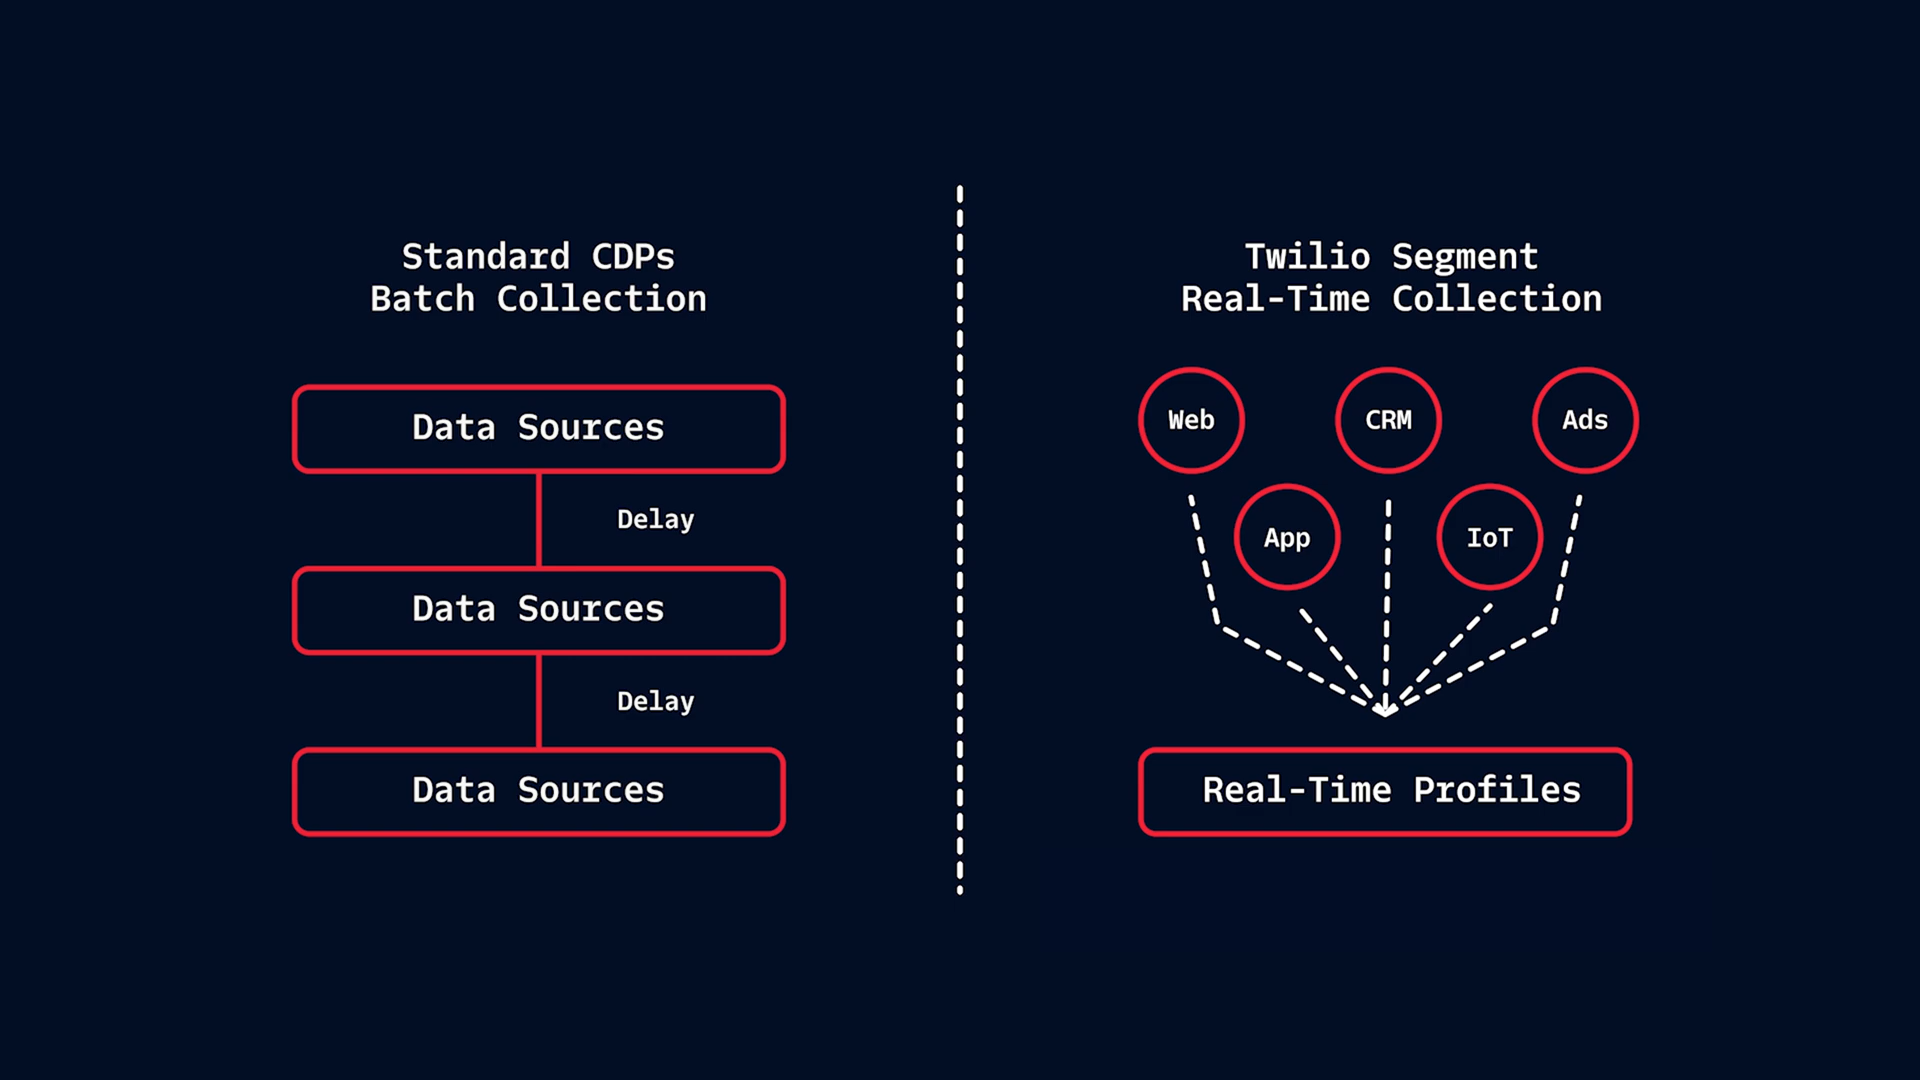 Standard CDPs
Batch Collection
Data Sources
Delay
Data Sources
Delay
Data Sources
Twilio Segment
Real-Time Collection
Web
CRM
Ads
App
IoT
Real-Time Profiles